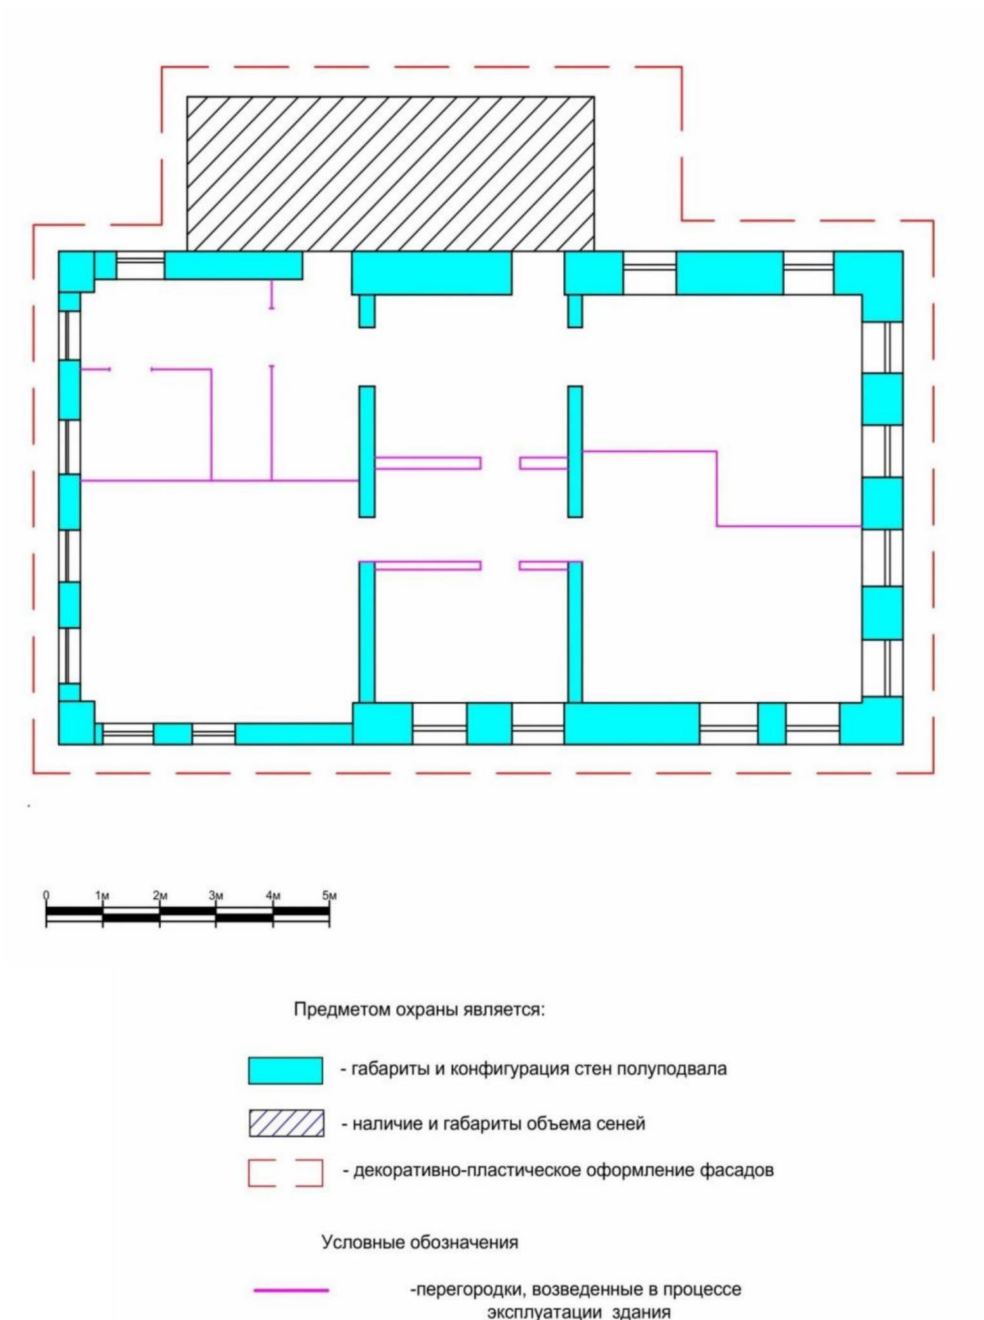 0 1м 2м 3м 4м 5м
Предметом охраны является:
- габариты и конфигурация стен полуподвала
- наличие и габариты объема сеней
- декоративно-пластическое оформление фасадов
Условные обозначения
-перегородки, возведенные в процессе
эксплуатации здания